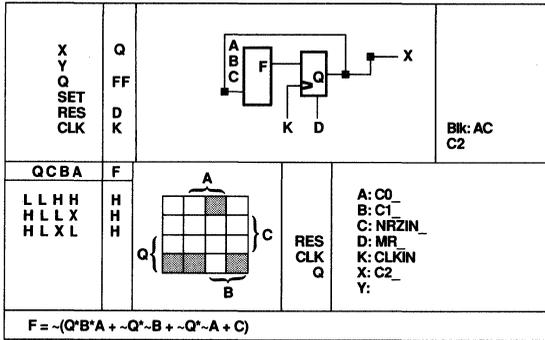 X Q
Y
Q FF
SET
RES D
CLK K
A
B
C
F
Q
X
K D
Blk: AC
C2
Q C B A F
L L H H H
H L L X H
H L X L H
A
C
Q
B
RES
CLK
Q
A: C0_
B: C1_
C: NRZIN_
D: MR_
K: CLKIN
X: C2_
Y:
F = ~(Q*B*A + ~Q*~B + ~Q*~A + C)